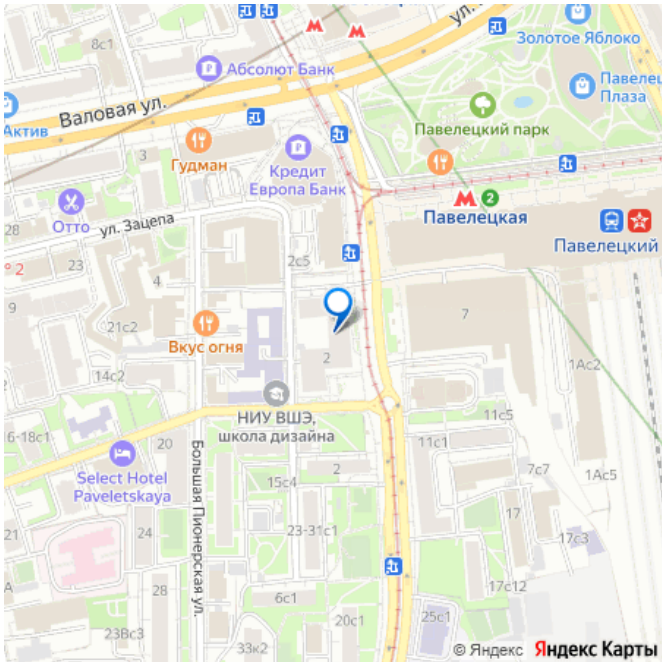 8с1
ул.
Золотое Яблоко
Абсолют Банк
Павелец
Плаза
Валовая ул.
Актив
Павелецкий парк
Гудман
3
Кредит
Европа Банк
Отто
ул. Зацепа
28
2
Павелецкая
Павелецкий
23
2
2с5
9
21с2
7
Вкус огня
2
1Ас2
14с2
НИУ ВШЭ,
школа дизайна
6-18с1
20
11с5
11с1
Select Hotel
Paveletskaya
Большая Пионерская ул.
2
15с4
7с7
1Ас5
24
23-31с1
17
17с3
А
28
6с1
17с12
23Вс3
20с1
25с1
33к2
© Яндекс Яндекс Карты